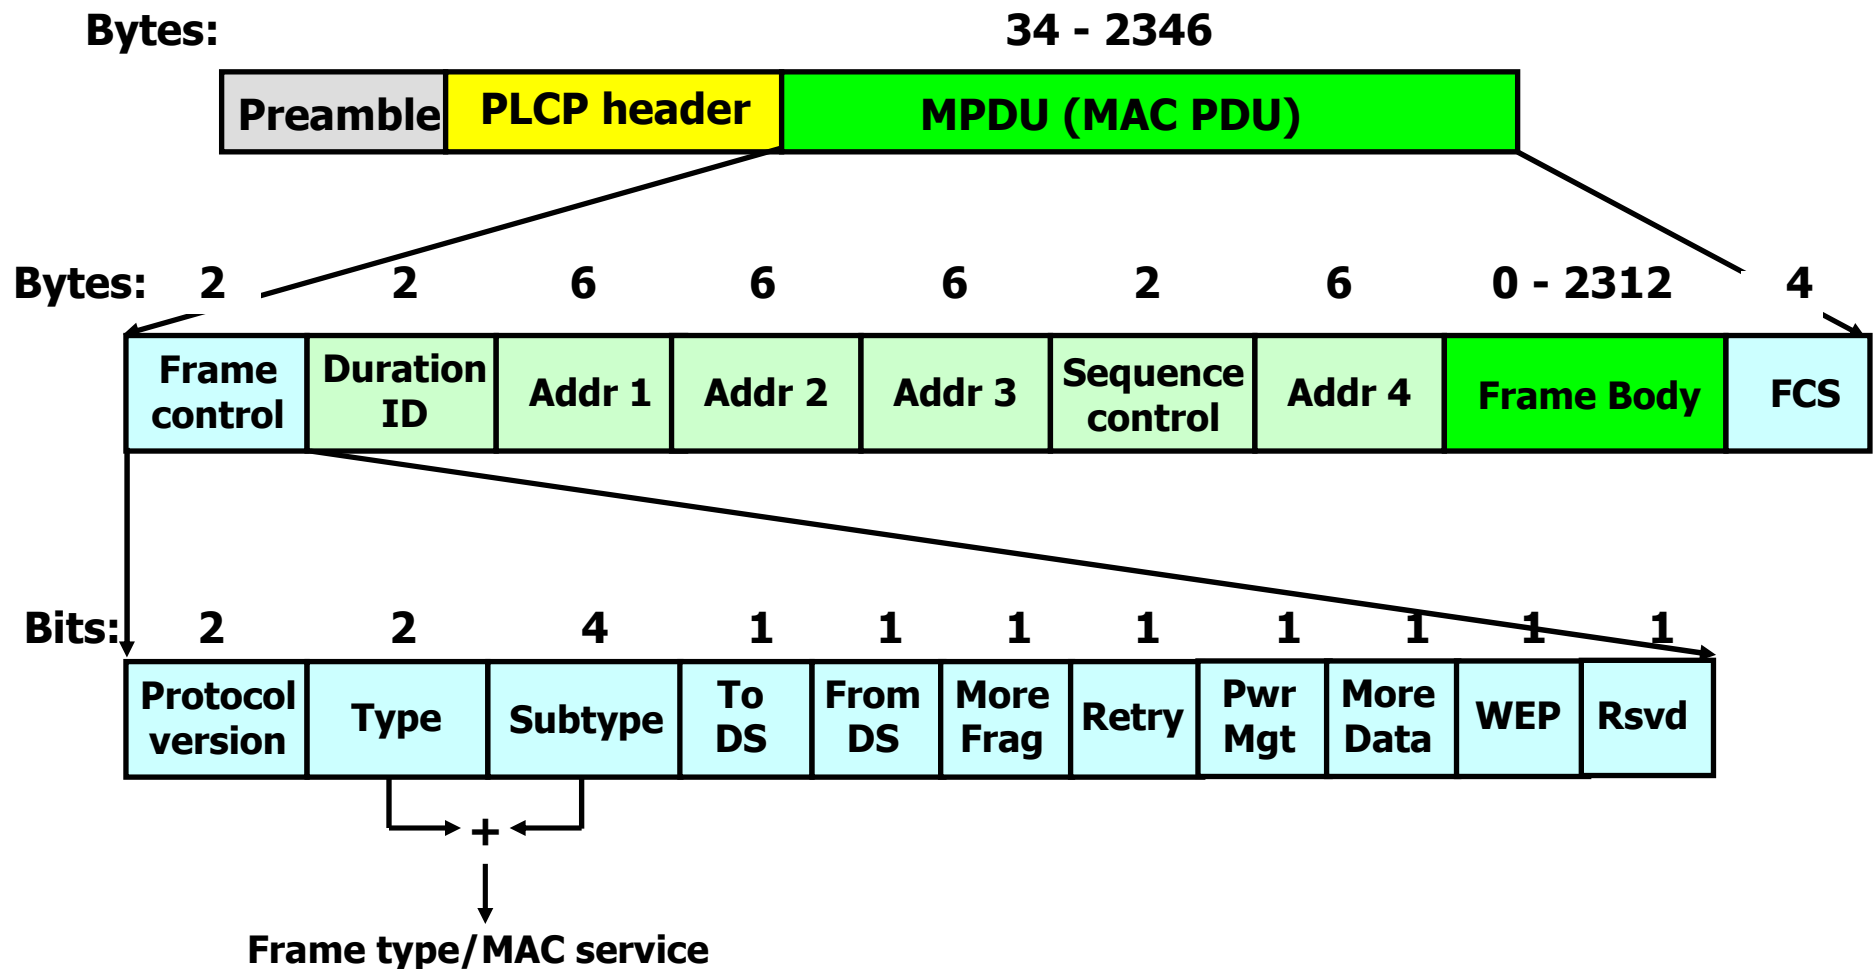 Bytes: 34 - 2346
Preamble PLCP header MPDU (MAC PDU)
Bytes: 2 2 6 6 6 2 6 0 - 2312 4
Frame control
Duration ID
Addr 1
Addr 2
Addr 3
Sequence control
Addr 4
Frame Body
FCS
Bits: 2 2 4 1 1 1 1 1 1 1 1
Protocol version
Type
Subtype
To DS
From DS
More Frag
Retry
Pwr Mgt
More Data
WEP
Rsvd
+
Frame type/MAC service